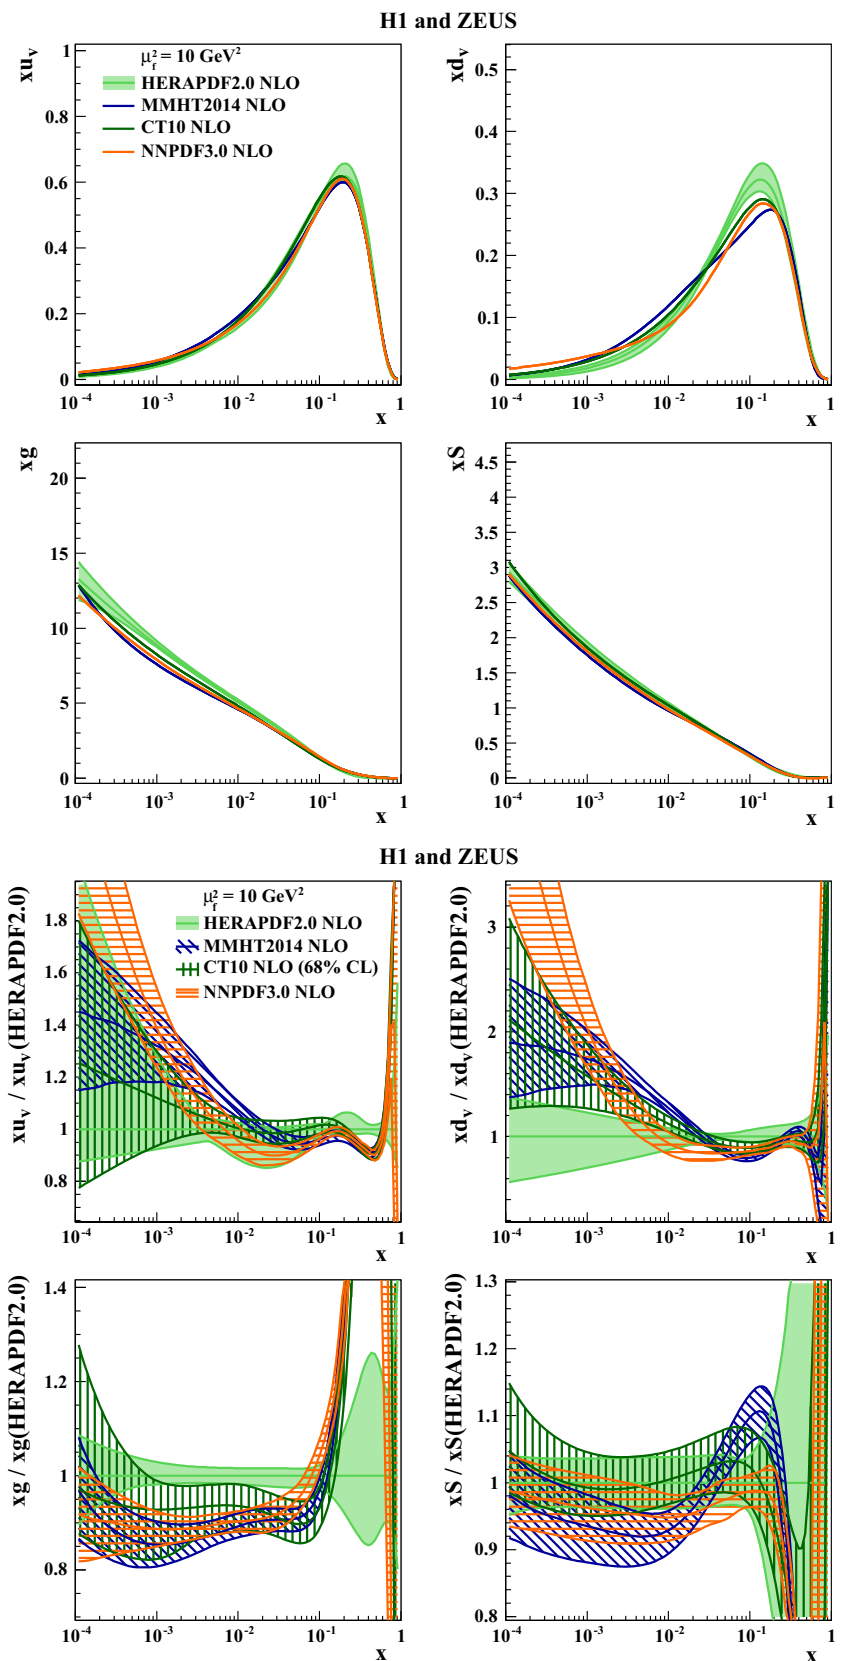 H1 and ZEUS
xuᵥ
1
0.8
0.6
0.4
0.2
0
μ²f = 10 GeV²
HERAPDF2.0 NLO
MMHT2014 NLO
CT10 NLO
NNPDF3.0 NLO
10⁻⁴ 10⁻³ 10⁻² 10⁻¹ 1
x
xdᵥ
0.5
0.4
0.3
0.2
0.1
0
10⁻⁴ 10⁻³ 10⁻² 10⁻¹ 1
x
xg
20
15
10
5
0
10⁻⁴ 10⁻³ 10⁻² 10⁻¹ 1
x
xS
4.5
4
3.5
3
2.5
2
1.5
1
0.5
0
10⁻⁴ 10⁻³ 10⁻² 10⁻¹ 1
x
H1 and ZEUS
xuᵥ / xuᵥ(HERAPDF2.0)
1.8
1.6
1.4
1.2
1
0.8
μ²f = 10 GeV²
HERAPDF2.0 NLO
MMHT2014 NLO
CT10 NLO (68% CL)
NNPDF3.0 NLO
10⁻⁴ 10⁻³ 10⁻² 10⁻¹ 1
x
xdᵥ / xdᵥ(HERAPDF2.0)
3
2
1
10⁻⁴ 10⁻³ 10⁻² 10⁻¹ 1
x
xg / xg(HERAPDF2.0)
1.4
1.2
1
0.8
10⁻⁴ 10⁻³ 10⁻² 10⁻¹ 1
x
xS / xS(HERAPDF2.0)
1.3
1.2
1.1
1
0.9
0.8
10⁻⁴ 10⁻³ 10⁻² 10⁻¹ 1
x